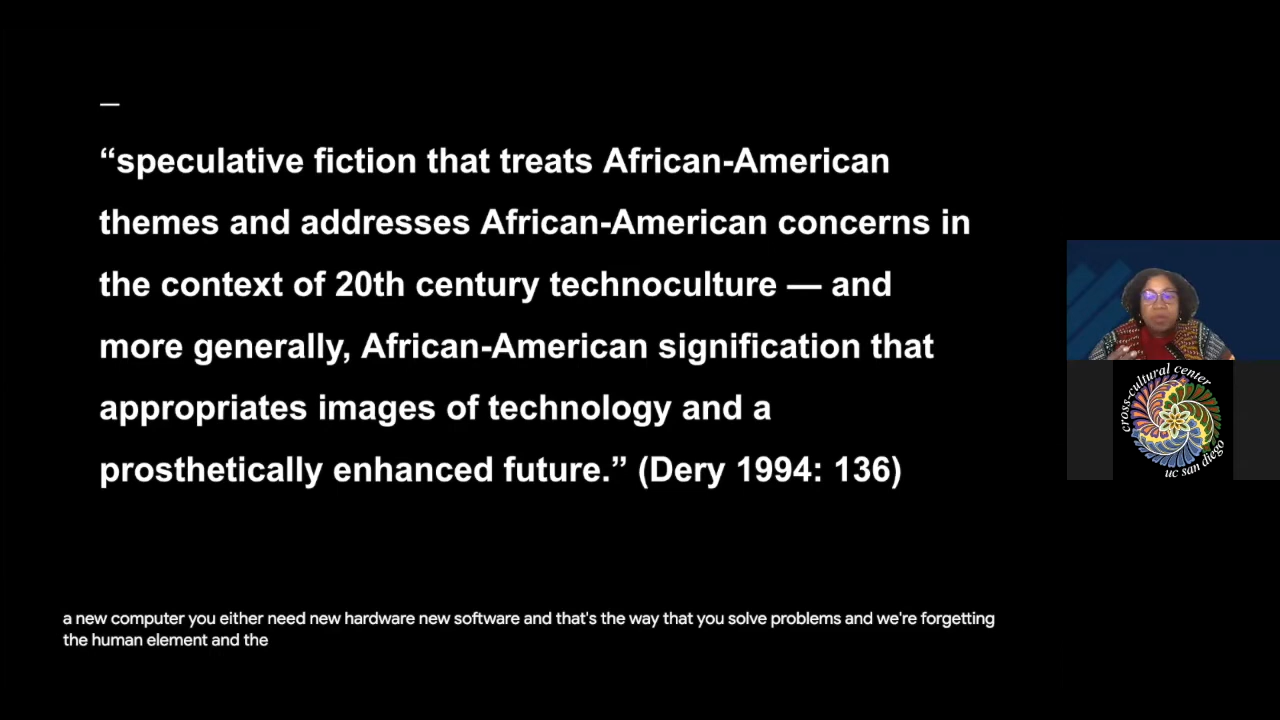 —
“speculative fiction that treats African-American
themes and addresses African-American concerns in
the context of 20th century technoculture — and
more generally, African-American signification that
appropriates images of technology and a
prosthetically enhanced future.” (Dery 1994: 136)
cross-cultural center
uc san diego
a new computer you either need new hardware new software and that's the way that you solve problems and we're forgetting
the human element and the